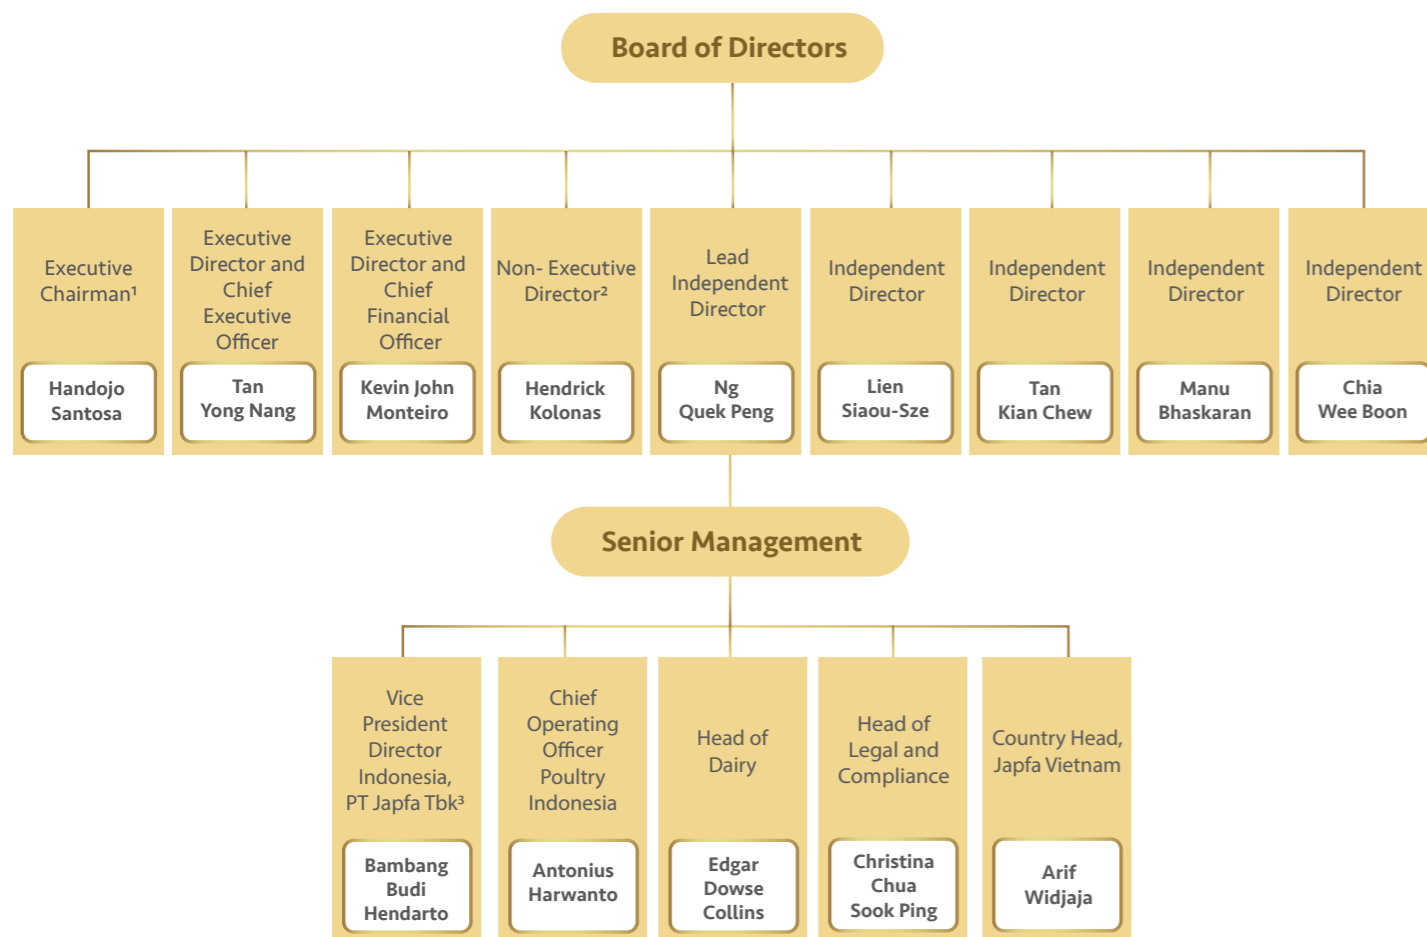 Board of Directors
Executive
Chairman¹
Handojo
Santosa
Executive
Director and
Chief
Executive
Officer
Tan
Yong Nang
Executive
Director and
Chief
Financial
Officer
Kevin John
Monteiro
Non- Executive
Director²
Hendrick
Kolonas
Lead
Independent
Director
Ng
Quek Peng
Independent
Director
Lien
Siaou-Sze
Independent
Director
Tan
Kian Chew
Independent
Director
Manu
Bhaskaran
Independent
Director
Chia
Wee Boon
Senior Management
Vice
President
Director
Indonesia,
PT Japfa Tbk³
Bambang
Budi
Hendarto
Chief
Operating
Officer
Poultry
Indonesia
Antonius
Harwanto
Head of
Dairy
Edgar
Dowse
Collins
Head of
Legal and
Compliance
Christina
Chua
Sook Ping
Country Head,
Japfa Vietnam
Arif
Widjaja